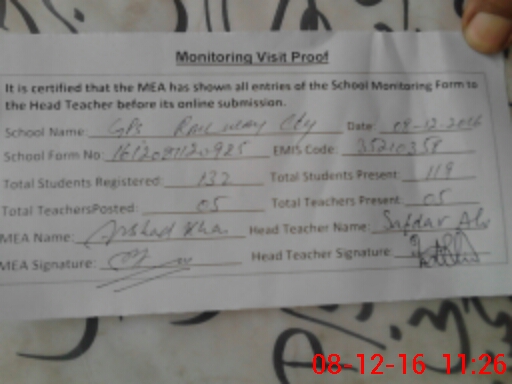 Monitoring Visit Proof
It is certified that the MEA has shown all entries of the School Monitoring Form to
the Head Teacher before its online submission.
School Name: GPS Railway City Date: 08-12-2016
School Form No: EMIS Code: 35210358
Total Students Registered: 132 Total Students Present: 119
Total TeachersPosted: 05 Total Teachers Present: 05
MEA Name: Arshad Khan Head Teacher Name: Safdar Ali
MEA Signature: Head Teacher Signature:
08-12-16 11:26